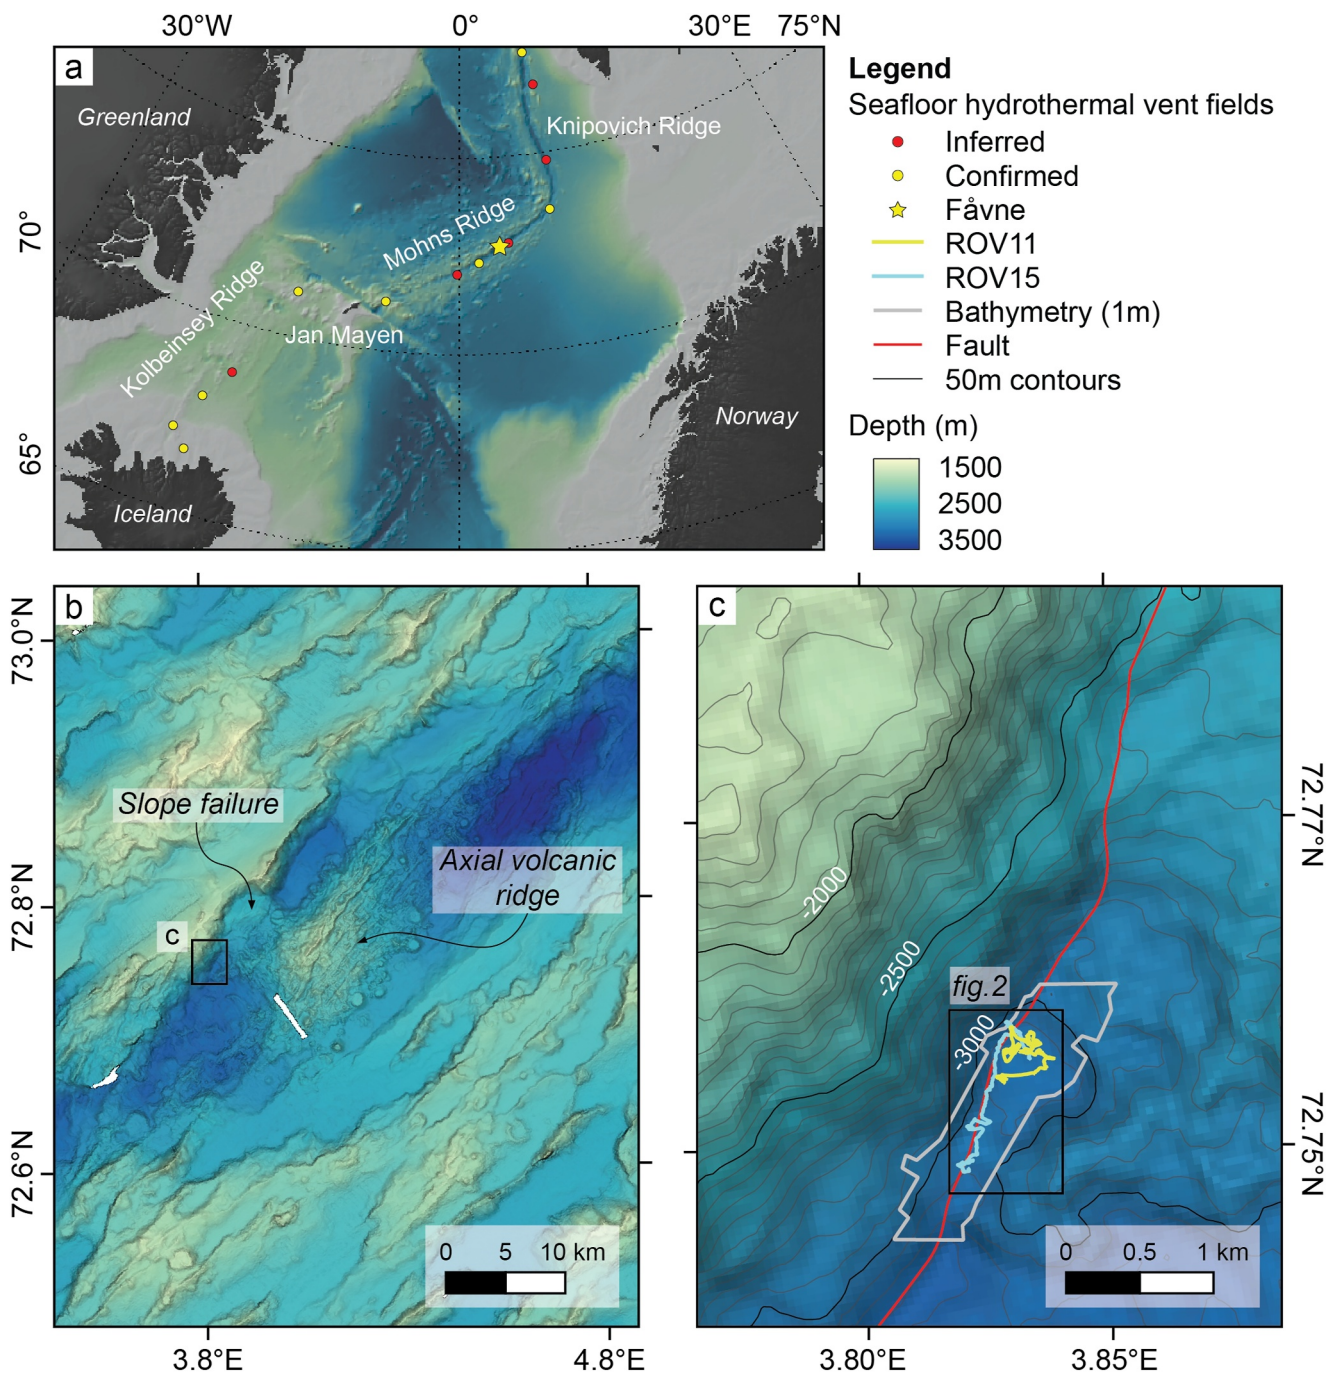 30°W 0° 30°E 75°N
a
Greenland
Knipovich Ridge
Mohns Ridge
Kolbeinsey Ridge
Jan Mayen
Norway
Iceland
70°
65°
Legend
Seafloor hydrothermal vent fields
Inferred
Confirmed
Fåvne
ROV11
ROV15
Bathymetry (1m)
Fault
50m contours
Depth (m)
1500
2500
3500
b
73.0°N
72.8°N
72.6°N
Slope failure
Axial volcanic
ridge
c
0 5 10 km
3.8°E 4.8°E
c
-2000
-2500
-3000
fig.2
72.77°N
72.75°N
0 0.5 1 km
3.80°E 3.85°E